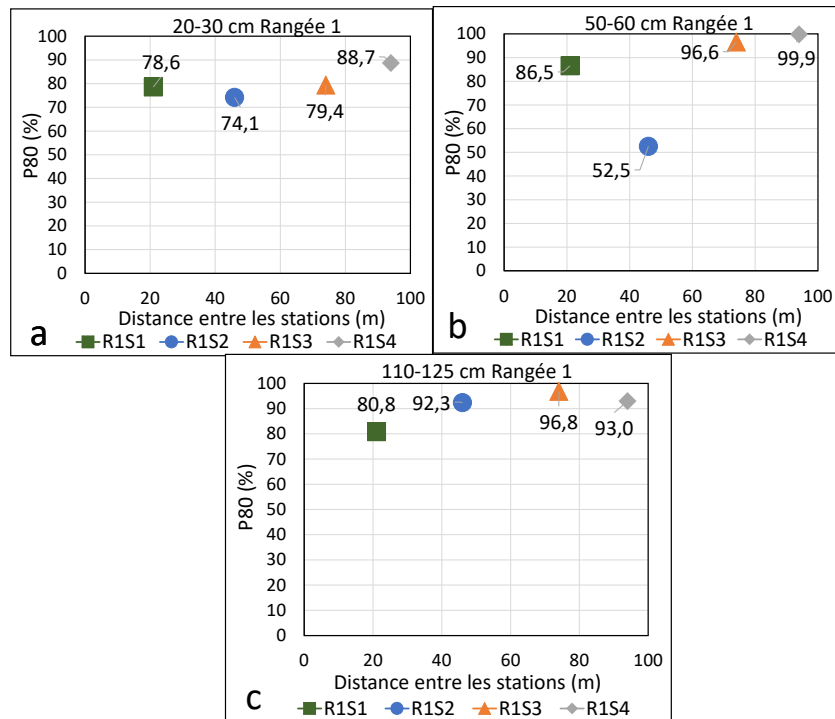 20-30 cm Rangée 1
100
90
80
70
60
50
40
30
20
10
0
P80 (%)
78,6
74,1
79,4
88,7
0 20 40 60 80 100
Distance entre les stations (m)
a
R1S1 R1S2 R1S3 R1S4
50-60 cm Rangée 1
100
90
80
70
60
50
40
30
20
10
0
P80 (%)
86,5
52,5
96,6
99,9
0 20 40 60 80 100
Distance entre les stations (m)
b
R1S1 R1S2 R1S3 R1S4
110-125 cm Rangée 1
100
90
80
70
60
50
40
30
20
10
0
P80 (%)
80,8
92,3
96,8
93,0
0 20 40 60 80 100
Distance entre les stations (m)
c
R1S1 R1S2 R1S3 R1S4